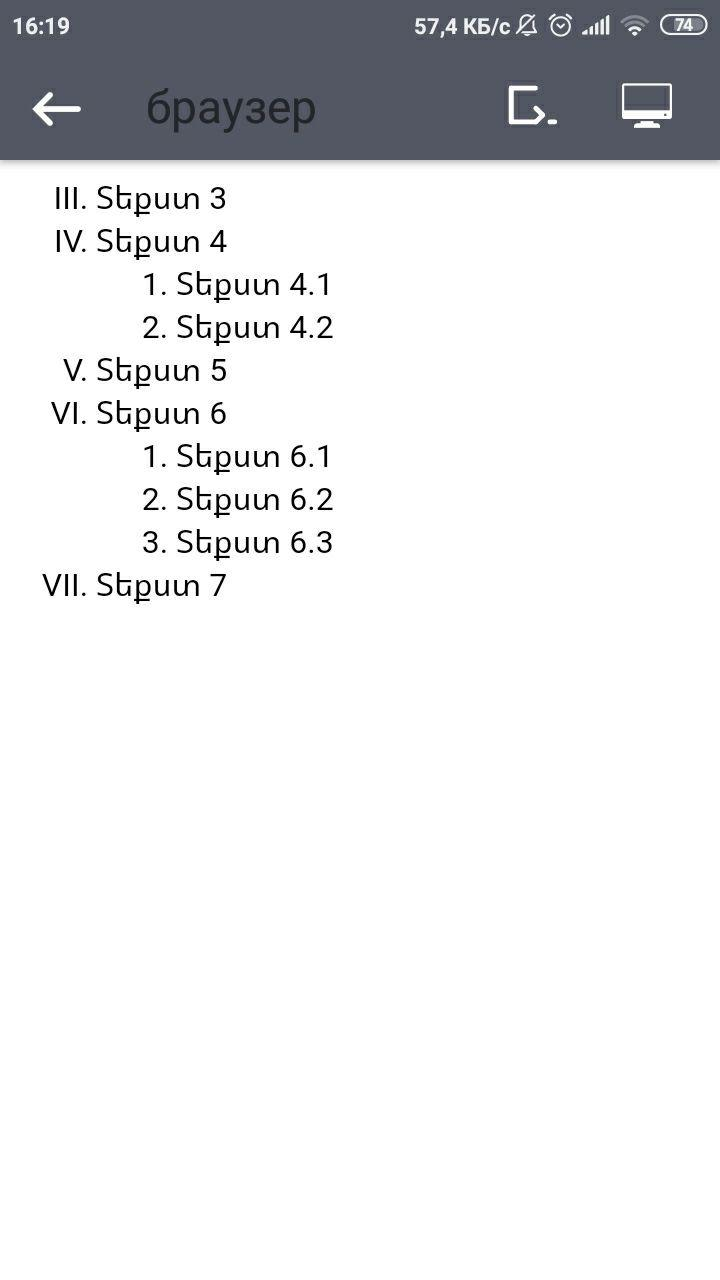 16:19 57,4 КБ/с 74
браузер
III. Տեքստ 3
IV. Տեքստ 4
1. Տեքստ 4.1
2. Տեքստ 4.2
V. Տեքստ 5
VI. Տեքստ 6
1. Տեքստ 6.1
2. Տեքստ 6.2
3. Տեքստ 6.3
VII. Տեքստ 7